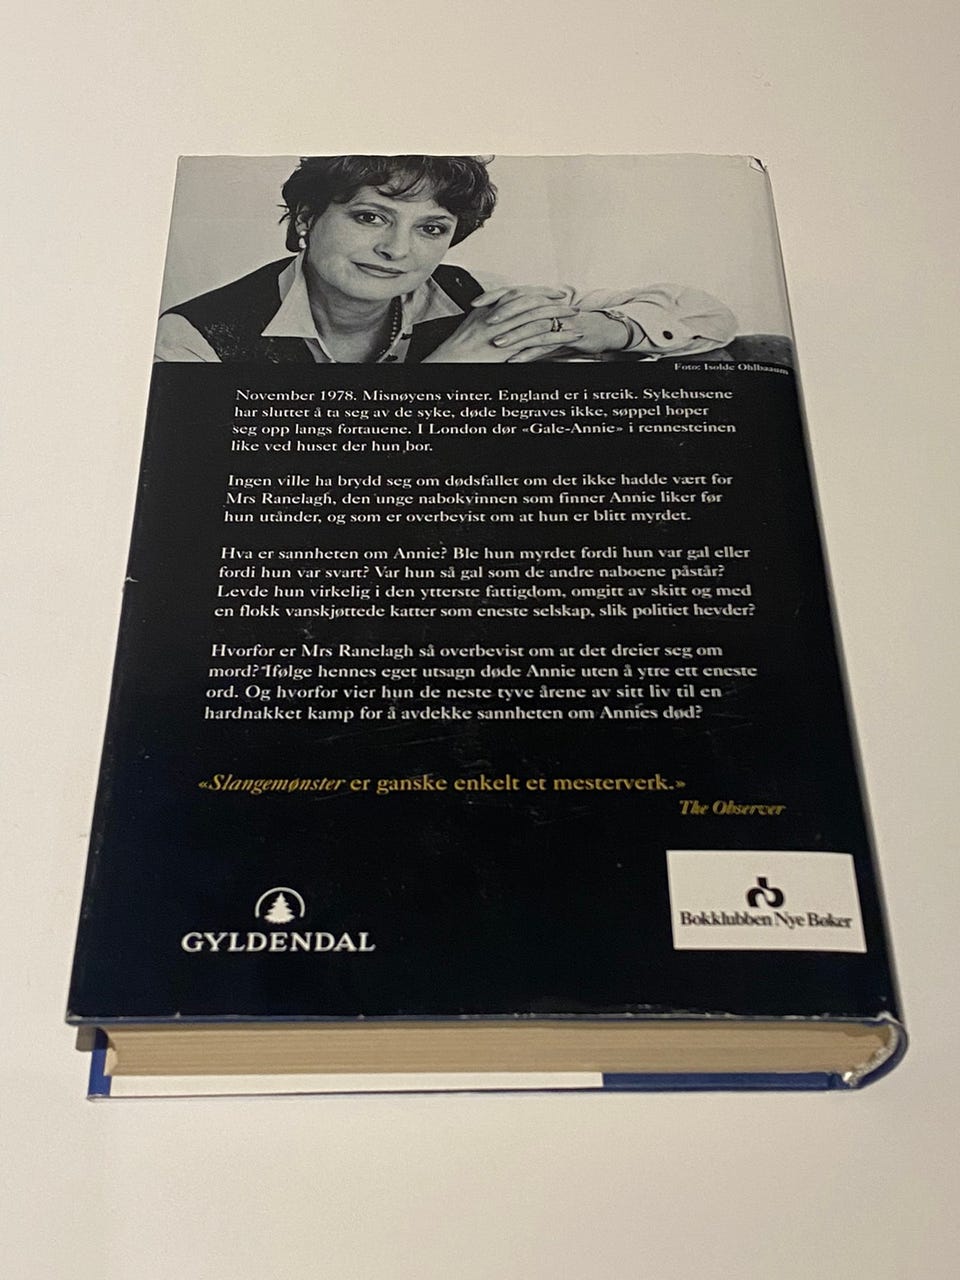 Foto: Isolde Ohlbaaum
November 1978. Misnøyens vinter. England er i streik. Sykehusene
har sluttet å ta seg av de syke, døde begraves ikke, søppel hoper
seg opp langs fortauene. I London dør «Gale-Annie» i rennesteinen
like ved huset der hun bor.
Ingen ville ha brydd seg om dødsfallet om det ikke hadde vært for
Mrs Ranelagh, den unge nabokvinnen som finner Annie liker før
hun utånder, og som er overbevist om at hun er blitt myrdet.
Hva er sannheten om Annie? Ble hun myrdet fordi hun var gal eller
fordi hun var svart? Var hun så gal som de andre naboene påstår?
Levde hun virkelig i den ytterste fattigdom, omgitt av skitt og med
en flokk vanskjøttede katter som eneste selskap, slik politiet hevder?
Hvorfor er Mrs Ranelagh så overbevist om at det dreier seg om
mord? Ifølge hennes eget utsagn døde Annie uten å ytre ett eneste
ord. Og hvorfor vier hun de neste tyve årene av sitt liv til en
hardnakket kamp for å avdekke sannheten om Annies død?
«Slangemønster er ganske enkelt et mesterverk.»
The Observer
GYLDENDAL
Bokklubben Nye Bøker